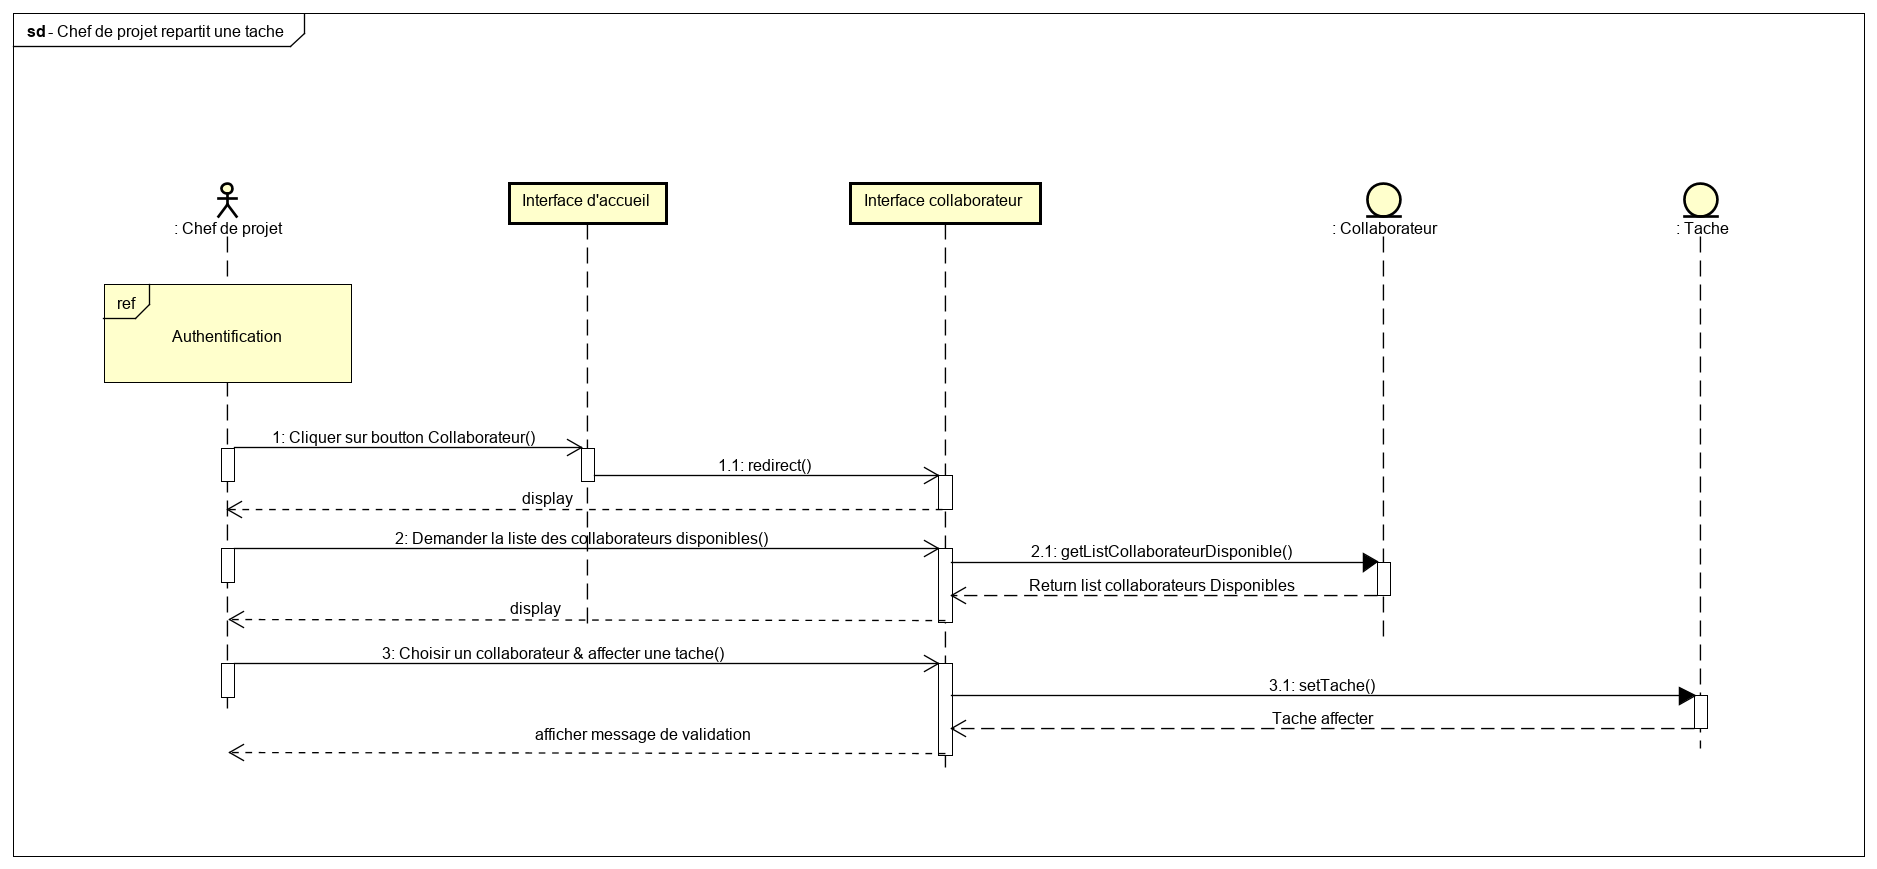 sd - Chef de projet repartit une tache
: Chef de projet
Interface d'accueil
Interface collaborateur
: Collaborateur
: Tache
ref
Authentification
1: Cliquer sur boutton Collaborateur()
1.1: redirect()
display
2: Demander la liste des collaborateurs disponibles()
2.1: getListCollaborateurDisponible()
Return list collaborateurs Disponibles
display
3: Choisir un collaborateur & affecter une tache()
3.1: setTache()
Tache affecter
afficher message de validation